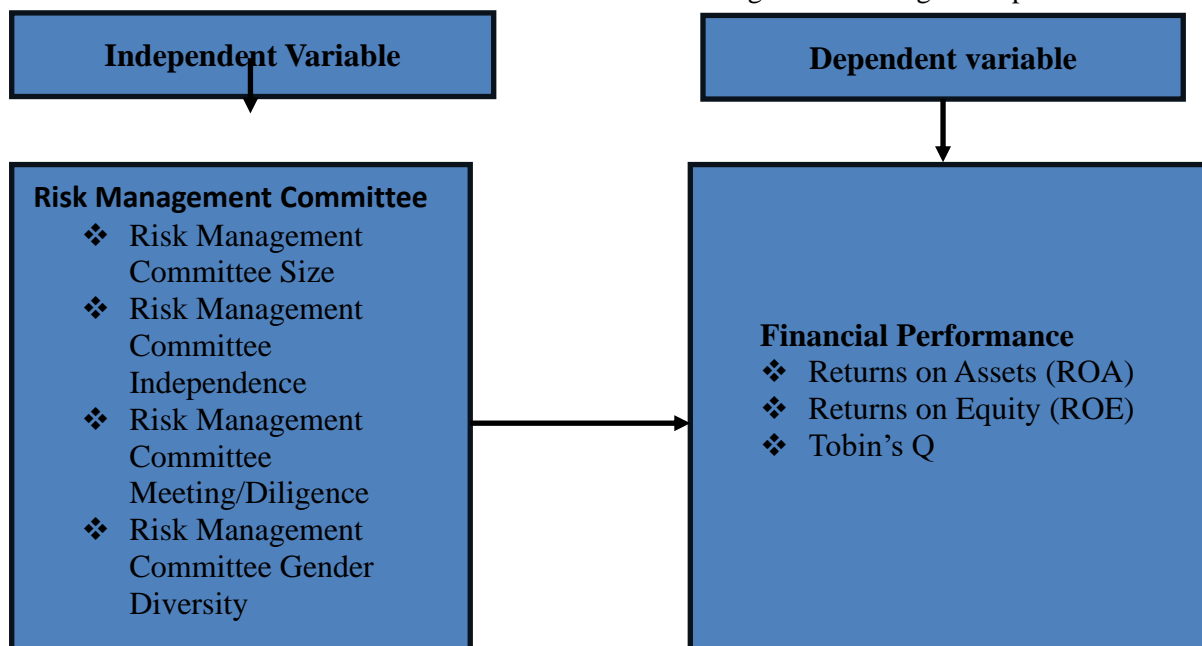 Independent Variable
Dependent variable
Risk Management Committee
❖ Risk Management
Committee Size
❖ Risk Management
Committee
Independence
❖ Risk Management
Committee
Meeting/Diligence
❖ Risk Management
Committee Gender
Diversity
Financial Performance
❖ Returns on Assets (ROA)
❖ Returns on Equity (ROE)
❖ Tobin’s Q